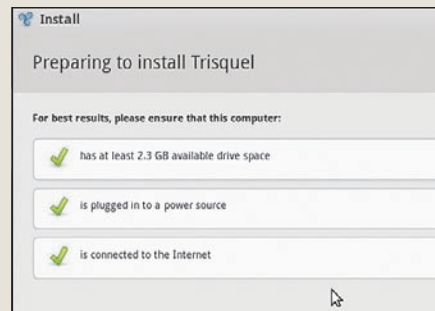 Install
Preparing to install Trisquel
For best results, please ensure that this computer:
has at least 2.3 GB available drive space
is plugged in to a power source
is connected to the Internet